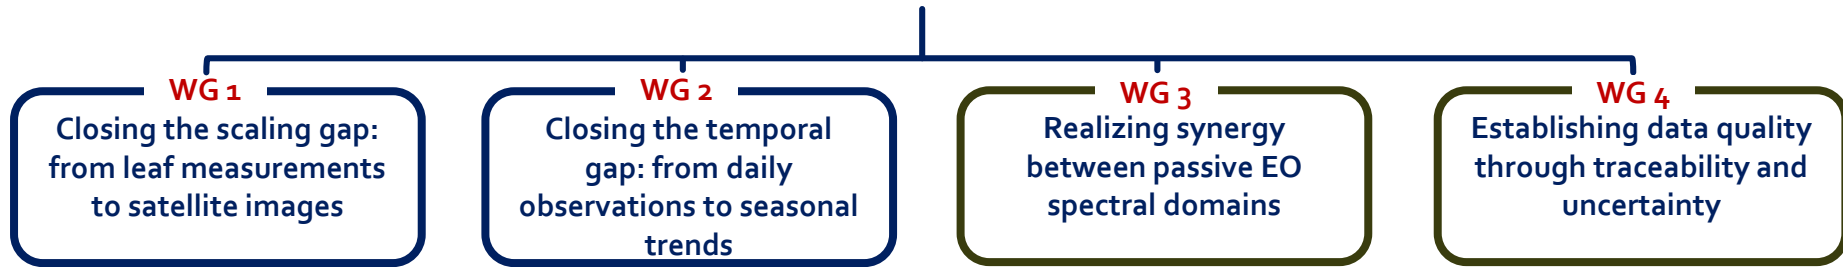 WG 1
Closing the scaling gap:
from leaf measurements
to satellite images
WG 2
Closing the temporal
gap: from daily
observations to seasonal
trends
WG 3
Realizing synergy
between passive EO
spectral domains
WG 4
Establishing data quality
through traceability and
uncertainty